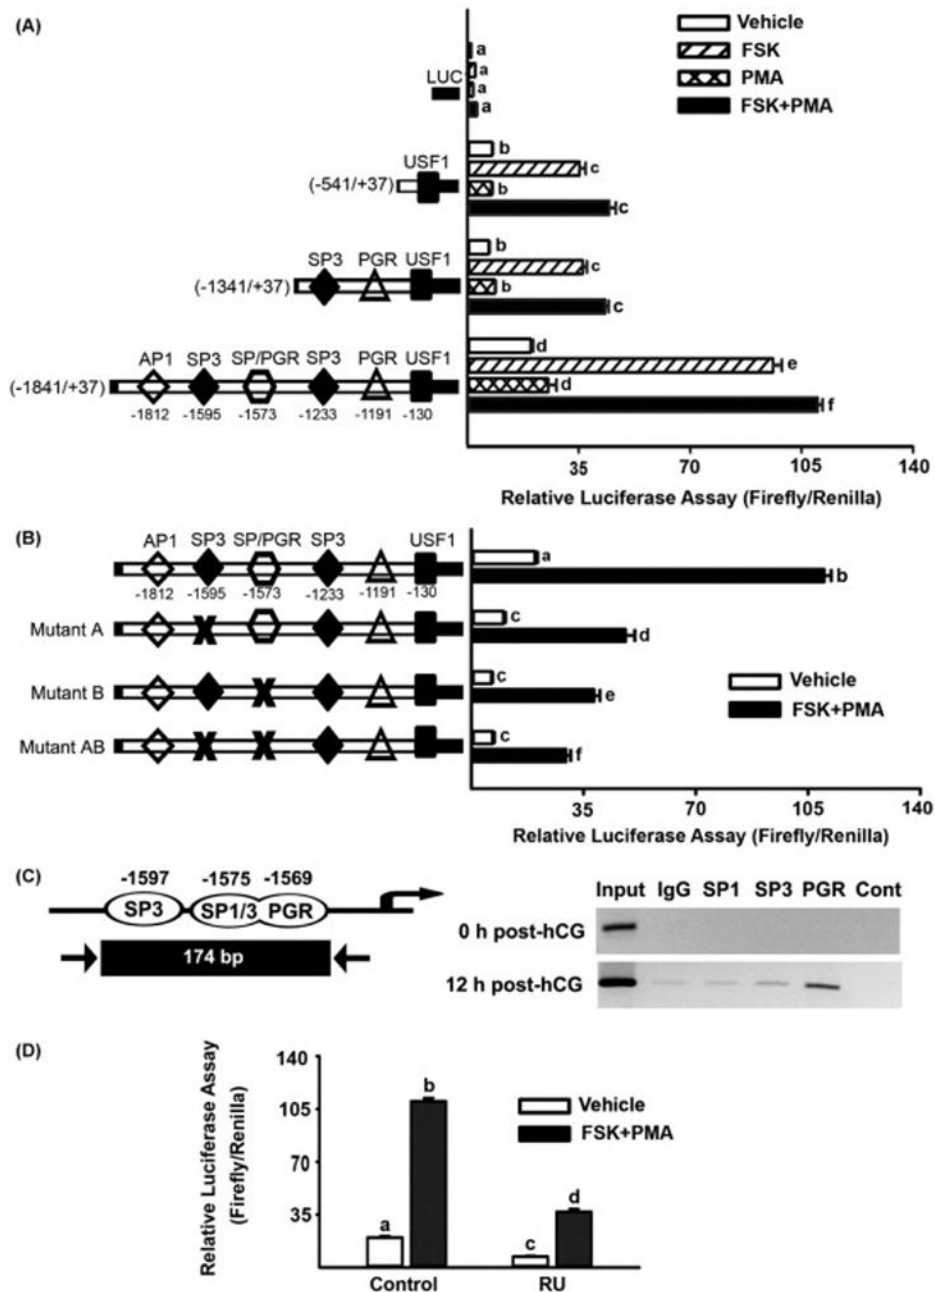 (A)
Vehicle
FSK
PMA
FSK+PMA
a
a
LUC
a
a
b
USF1
c
(-541/+37)
b
c
b
SP3 PGR USF1
c
(-1341/+37)
b
c
d
AP1 SP3 SP/PGR SP3 PGR USF1
e
(-1841/+37)
d
-1812 -1595 -1573 -1233 -1191 -130
f
35 70 105 140
Relative Luciferase Assay (Firefly/Renilla)
(B)
AP1 SP3 SP/PGR SP3 USF1
a
-1812 -1595 -1573 -1233 -1191 -130
b
c
Mutant A
d
Vehicle
c
Mutant B
e
FSK+PMA
c
Mutant AB
f
35 70 105 140
Relative Luciferase Assay (Firefly/Renilla)
(C)
-1597 -1575 -1569
SP3 SP1/3 PGR
174 bp
Input IgG SP1 SP3 PGR Cont
0 h post-hCG
12 h post-hCG
(D)
Relative Luciferase Assay
(Firefly/Renilla)
140
105
70
35
a
b
c
d
Vehicle
FSK+PMA
Control RU